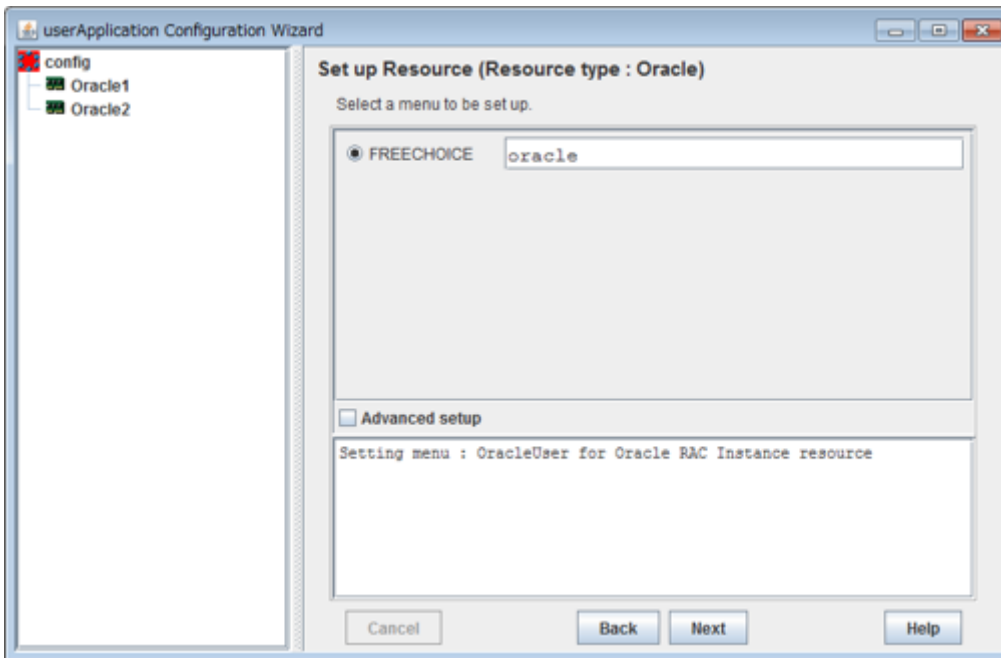 userApplication Configuration Wizard
config
Oracle1
Oracle2
Set up Resource (Resource type : Oracle)
Select a menu to be set up.
FREECHOICE oracle
Advanced setup
Setting menu : OracleUser for Oracle RAC Instance resource
Cancel Back Next Help